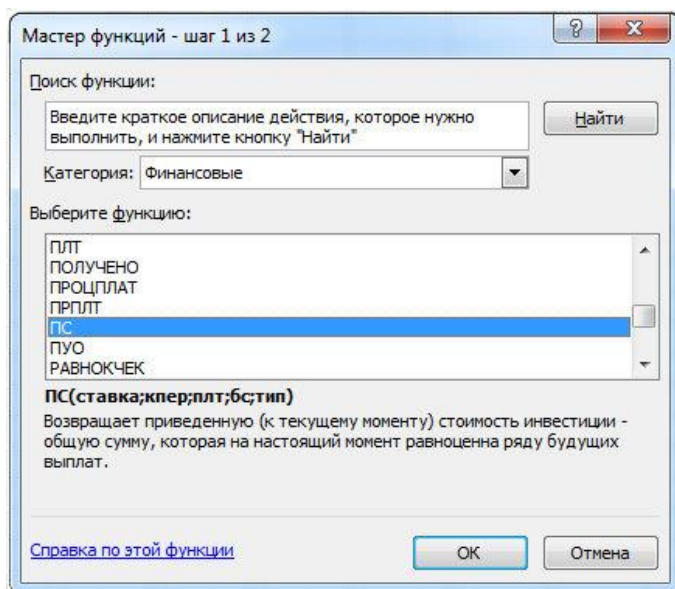 Мастер функций - шаг 1 из 2
Поиск функции:
Введите краткое описание действия, которое нужно
выполнить, и нажмите кнопку "Найти"
Найти
Категория: Финансовые
Выберите функцию:
ПЛТ
ПОЛУЧЕНО
ПРОЦПЛАТ
ПРПЛТ
ПС
ПУО
РАВНОКЧЕК
ПС(ставка;кпер;плт;бс;тип)
Возвращает приведенную (к текущему моменту) стоимость инвестиции -
общую сумму, которая на настоящий момент равноценна ряду будущих
выплат.
Справка по этой функции
ОК
Отмена